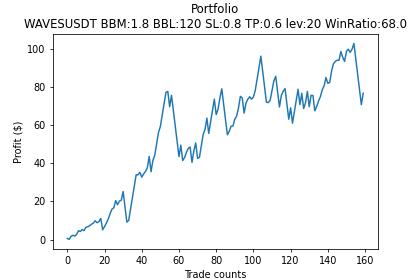 Portfolio
WAVESUSDT BBM:1.8 BBL:120 SL:0.8 TP:0.6 lev:20 WinRatio:68.0
100
80
60
40
20
0
Profit ($)
0 20 40 60 80 100 120 140 160
Trade counts